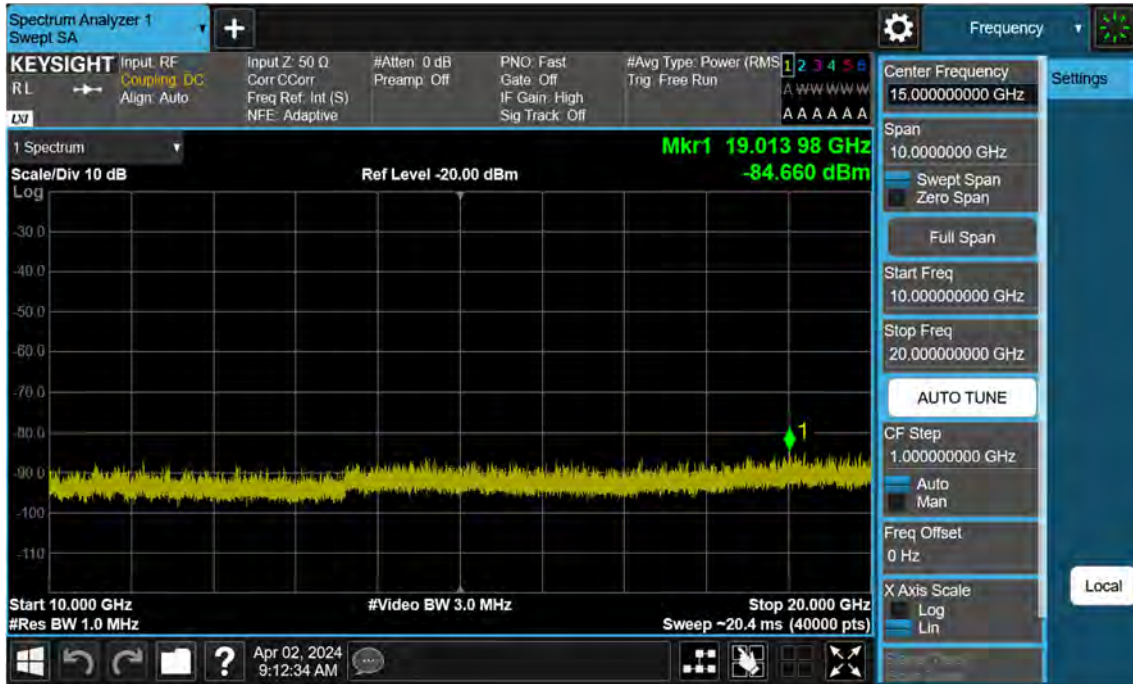 Spectrum Analyzer 1
Swept SA
Frequency
KEYSIGHT
RL
LXI
Input: RF
Coupling: DC
Align: Auto
Input Z: 50 Ω
Corr CCorr
Freq Ref: Int (S)
NFE: Adaptive
#Atten: 0 dB
Preamp: Off
PNO: Fast
Gate: Off
IF Gain: High
Sig Track: Off
#Avg Type: Power (RMS
Trig: Free Run
1 2 3 4 5 6
A W W W W W
A A A A A A
1 Spectrum
Scale/Div 10 dB
Ref Level -20.00 dBm
Mkr1 19.013 98 GHz
-84.660 dBm
Log
-30.0
-40.0
-50.0
-60.0
-70.0
-80.0
-90.0
-100
-110
1
Start 10.000 GHz
#Res BW 1.0 MHz
#Video BW 3.0 MHz
Stop 20.000 GHz
Sweep ~20.4 ms (40000 pts)
Apr 02, 2024
9:12:34 AM
Center Frequency
15.000000000 GHz
Span
10.0000000 GHz
Swept Span
Zero Span
Full Span
Start Freq
10.000000000 GHz
Stop Freq
20.000000000 GHz
AUTO TUNE
CF Step
1.000000000 GHz
Auto
Man
Freq Offset
0 Hz
X Axis Scale
Log
Lin
Settings
Local